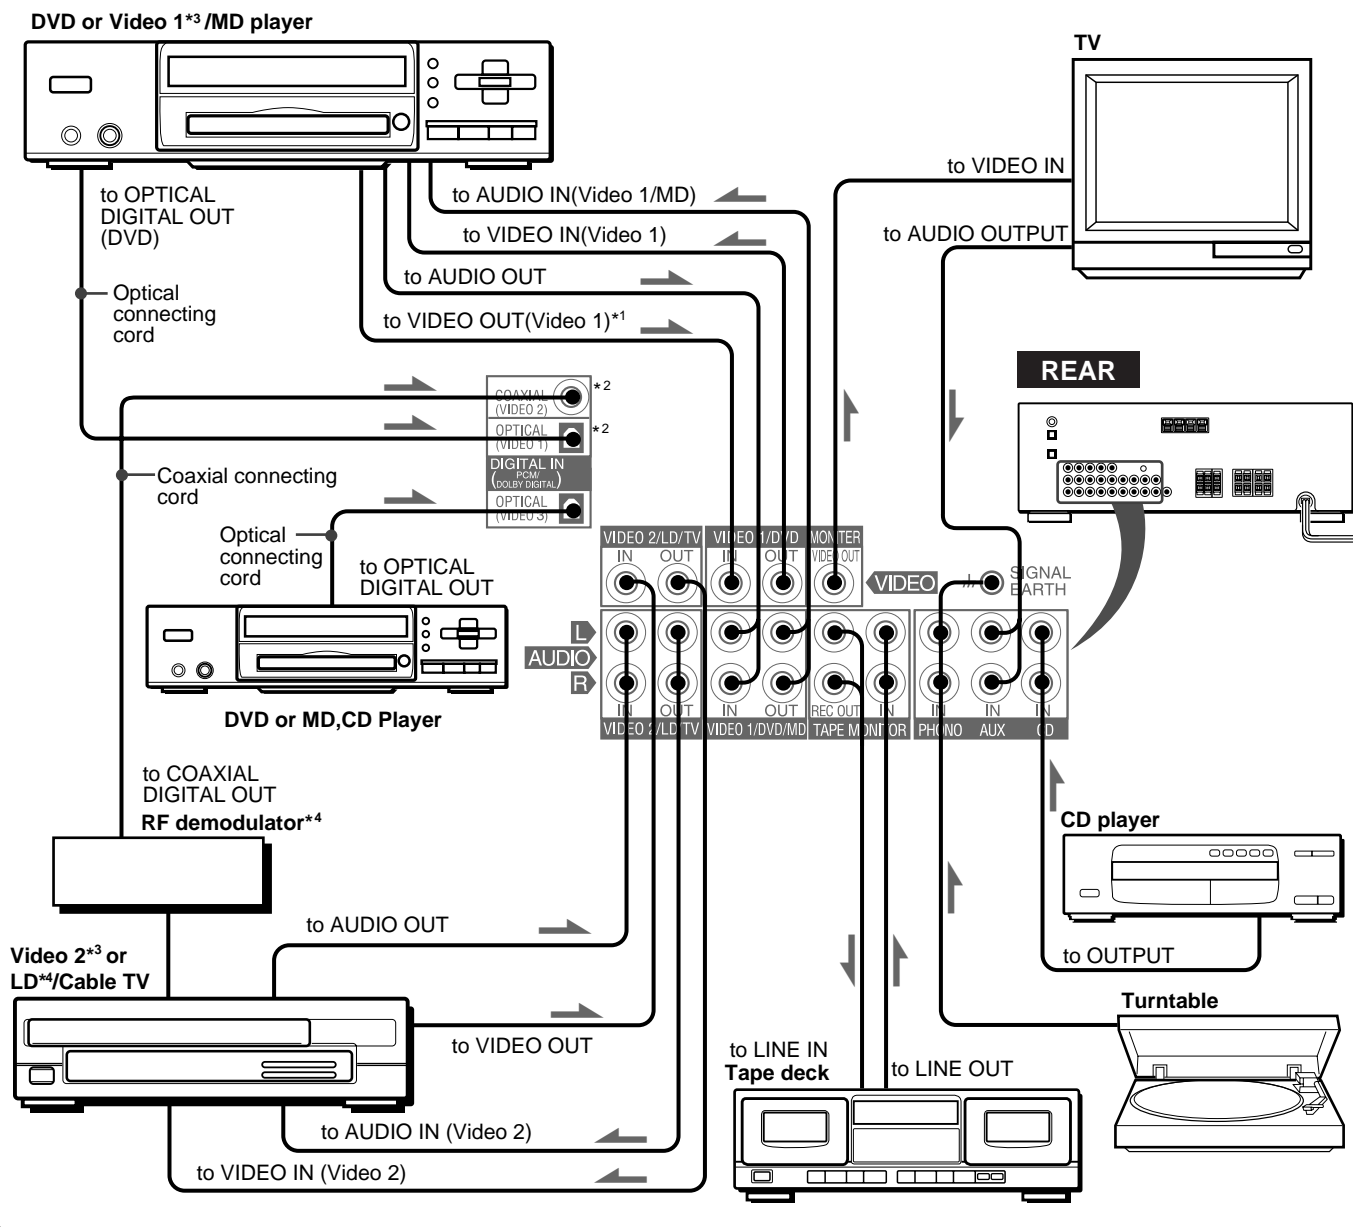 DVD or Video 1*3/MD player
TV
to VIDEO IN
to OPTICAL
DIGITAL OUT
(DVD)
to AUDIO IN(Video 1/MD)
to VIDEO IN(Video 1)
to AUDIO OUTPUT
to AUDIO OUT
Optical
connecting
cord
to VIDEO OUT(Video 1)*1
REAR
COAXIAL
(VIDEO 2)
*2
OPTICAL
(VIDEO 1)
*2
DIGITAL IN
(PCM/
DOLBY DIGITAL)
Coaxial connecting
cord
OPTICAL
(VIDEO 3)
Optical
connecting
cord
to OPTICAL
DIGITAL OUT
VIDEO 2/LD/TV VIDEO 1/DVD MONITER
IN OUT IN OUT VIDEO OUT
VIDEO
SIGNAL
EARTH
L
AUDIO
R
IN OUT IN OUT REC OUT IN IN IN IN
VIDEO 2/LD/TV VIDEO 1/DVD/MD TAPE MONITOR PHONO AUX CD
DVD or MD,CD Player
to COAXIAL
DIGITAL OUT
RF demodulator*4
CD player
to AUDIO OUT
Video 2*3 or
LD*4/Cable TV
to OUTPUT
Turntable
to VIDEO OUT
to LINE IN
Tape deck
to LINE OUT
to AUDIO IN (Video 2)
to VIDEO IN (Video 2)